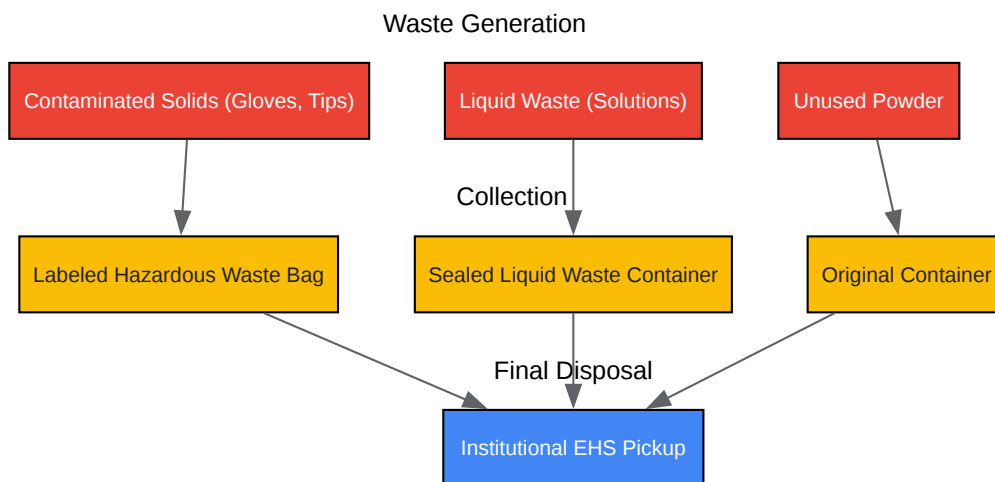 Waste Generation
Contaminated Solids (Gloves, Tips)
Liquid Waste (Solutions)
Unused Powder
Collection
Labeled Hazardous Waste Bag
Sealed Liquid Waste Container
Original Container
Final Disposal
Institutional EHS Pickup